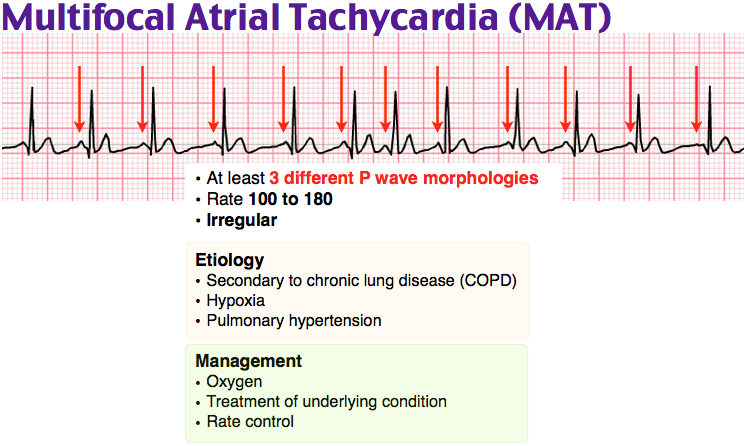 Multifocal Atrial Tachycardia (MAT)
• At least 3 different P wave morphologies
• Rate 100 to 180
• Irregular
Etiology
• Secondary to chronic lung disease (COPD)
• Hypoxia
• Pulmonary hypertension
Management
• Oxygen
• Treatment of underlying condition
• Rate control